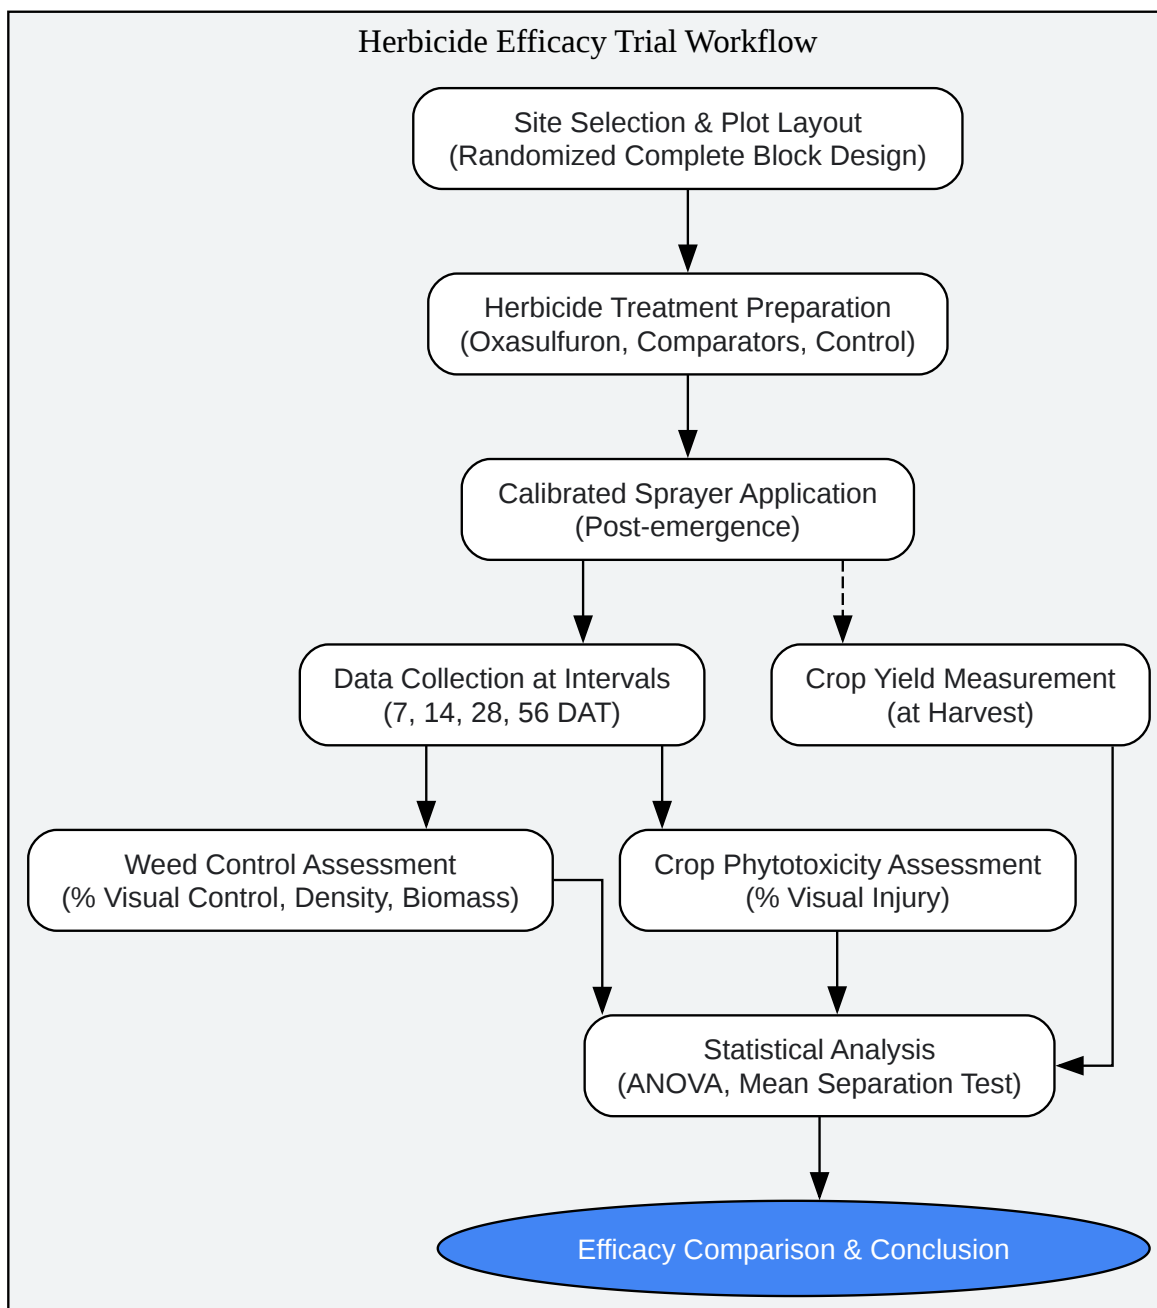 Herbicide Efficacy Trial Workflow
Site Selection & Plot Layout
(Randomized Complete Block Design)
Herbicide Treatment Preparation
(Oxasulfuron, Comparators, Control)
Calibrated Sprayer Application
(Post-emergence)
Data Collection at Intervals
(7, 14, 28, 56 DAT)
Crop Yield Measurement
(at Harvest)
Weed Control Assessment
(% Visual Control, Density, Biomass)
Crop Phytotoxicity Assessment
(% Visual Injury)
Statistical Analysis
(ANOVA, Mean Separation Test)
Efficacy Comparison & Conclusion